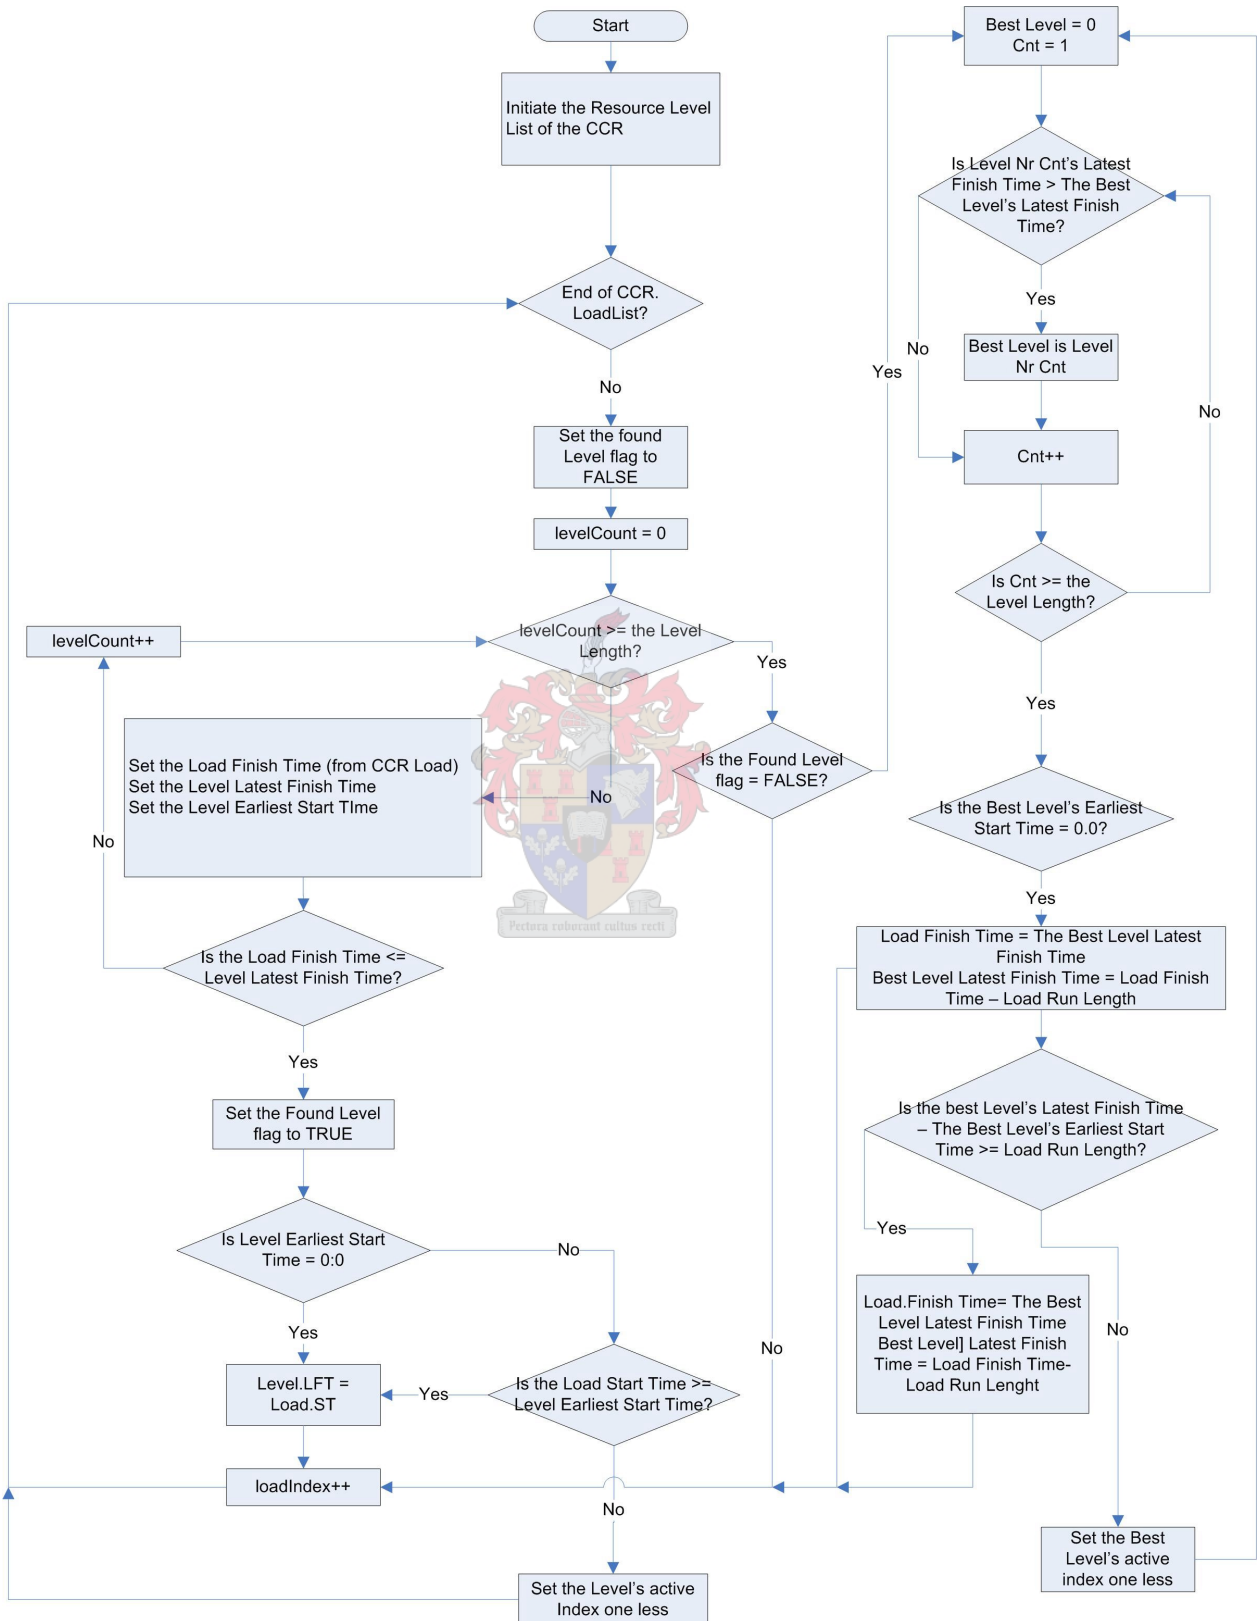 Start
Initiate the Resource Level
List of the CCR
End of CCR.
LoadList?
No
Set the found
Level flag to
FALSE
levelCount = 0
levelCount >= the Level
Length?
levelCount++
Yes
No
Set the Load Finish Time (from CCR Load)
Set the Level Latest Finish Time
Set the Level Earliest Start TIme
Is the Found Level
flag = FALSE?
Yes
No
No
Is the Load Finish Time <=
Level Latest Finish Time?
Yes
Set the Found Level
flag to TRUE
Is Level Earliest Start
Time = 0:0
No
Yes
Level.LFT =
Load.ST
Yes
Is the Load Start Time >=
Level Earliest Start Time?
loadIndex++
No
Set the Level's active
Index one less
Best Level = 0
Cnt = 1
Is Level Nr Cnt's Latest
Finish Time > The Best
Level's Latest Finish
Time?
Yes
No
Best Level is Level
Nr Cnt
No
Cnt++
Is Cnt >= the
Level Length?
Yes
Is the Best Level's Earliest
Start Time = 0.0?
Yes
Load Finish Time = The Best Level Latest
Finish Time
Best Level Latest Finish Time = Load Finish
Time – Load Run Length
Is the best Level's Latest Finish Time
– The Best Level's Earliest Start
Time >= Load Run Length?
Yes
Load.Finish Time= The Best
Level Latest Finish Time
Best Level] Latest Finish
Time = Load Finish Time-
Load Run Lenght
No
Set the Best
Level's active
index one less
Pectora roborant cultus recti